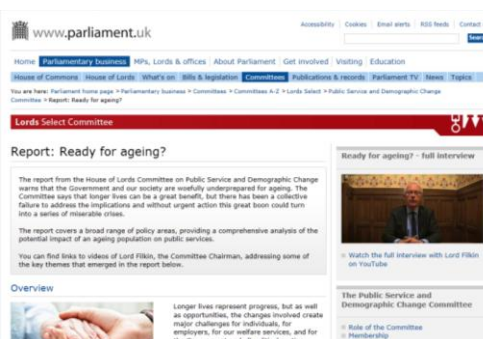 www.parliament.uk
Accessibility Cookies Email alerts RSS feeds Contact
Home Parliamentary business MPs, Lords & offices About Parliament Get involved Visiting Education
House of Commons House of Lords What's on Bills & legislation Committees Publications & records Parliament TV News Topics
You are here: Parliament home page > Parliamentary business > Committees > Committees A-Z > Lords Select > Public Service and Demographic Change
Committee > Report: Ready for ageing?
Lords Select Committee
Report: Ready for ageing?
The report from the House of Lords Committee on Public Service and Demographic Change
warns that the Government and our society are woefully underprepared for ageing. The
Committee says that longer lives can be a great benefit, but there has been a collective
failure to address the implications and without urgent action this great boon could turn
into a series of miserable crises.
The report covers a broad range of policy areas, providing a comprehensive analysis of the
potential impact of an ageing population on public services.
You can find links to videos of Lord Filkin, the Committee Chairman, addressing some of
the key themes that emerged in the report below.
Overview
Longer lives represent progress, but as well
as opportunities, the changes involved create
major challenges for individuals, for
employers, for our welfare services, and for
Ready for ageing? - full interview
Watch the full interview with Lord Filkin
on YouTube
The Public Service and
Demographic Change Committee
Role of the Committee
Membership